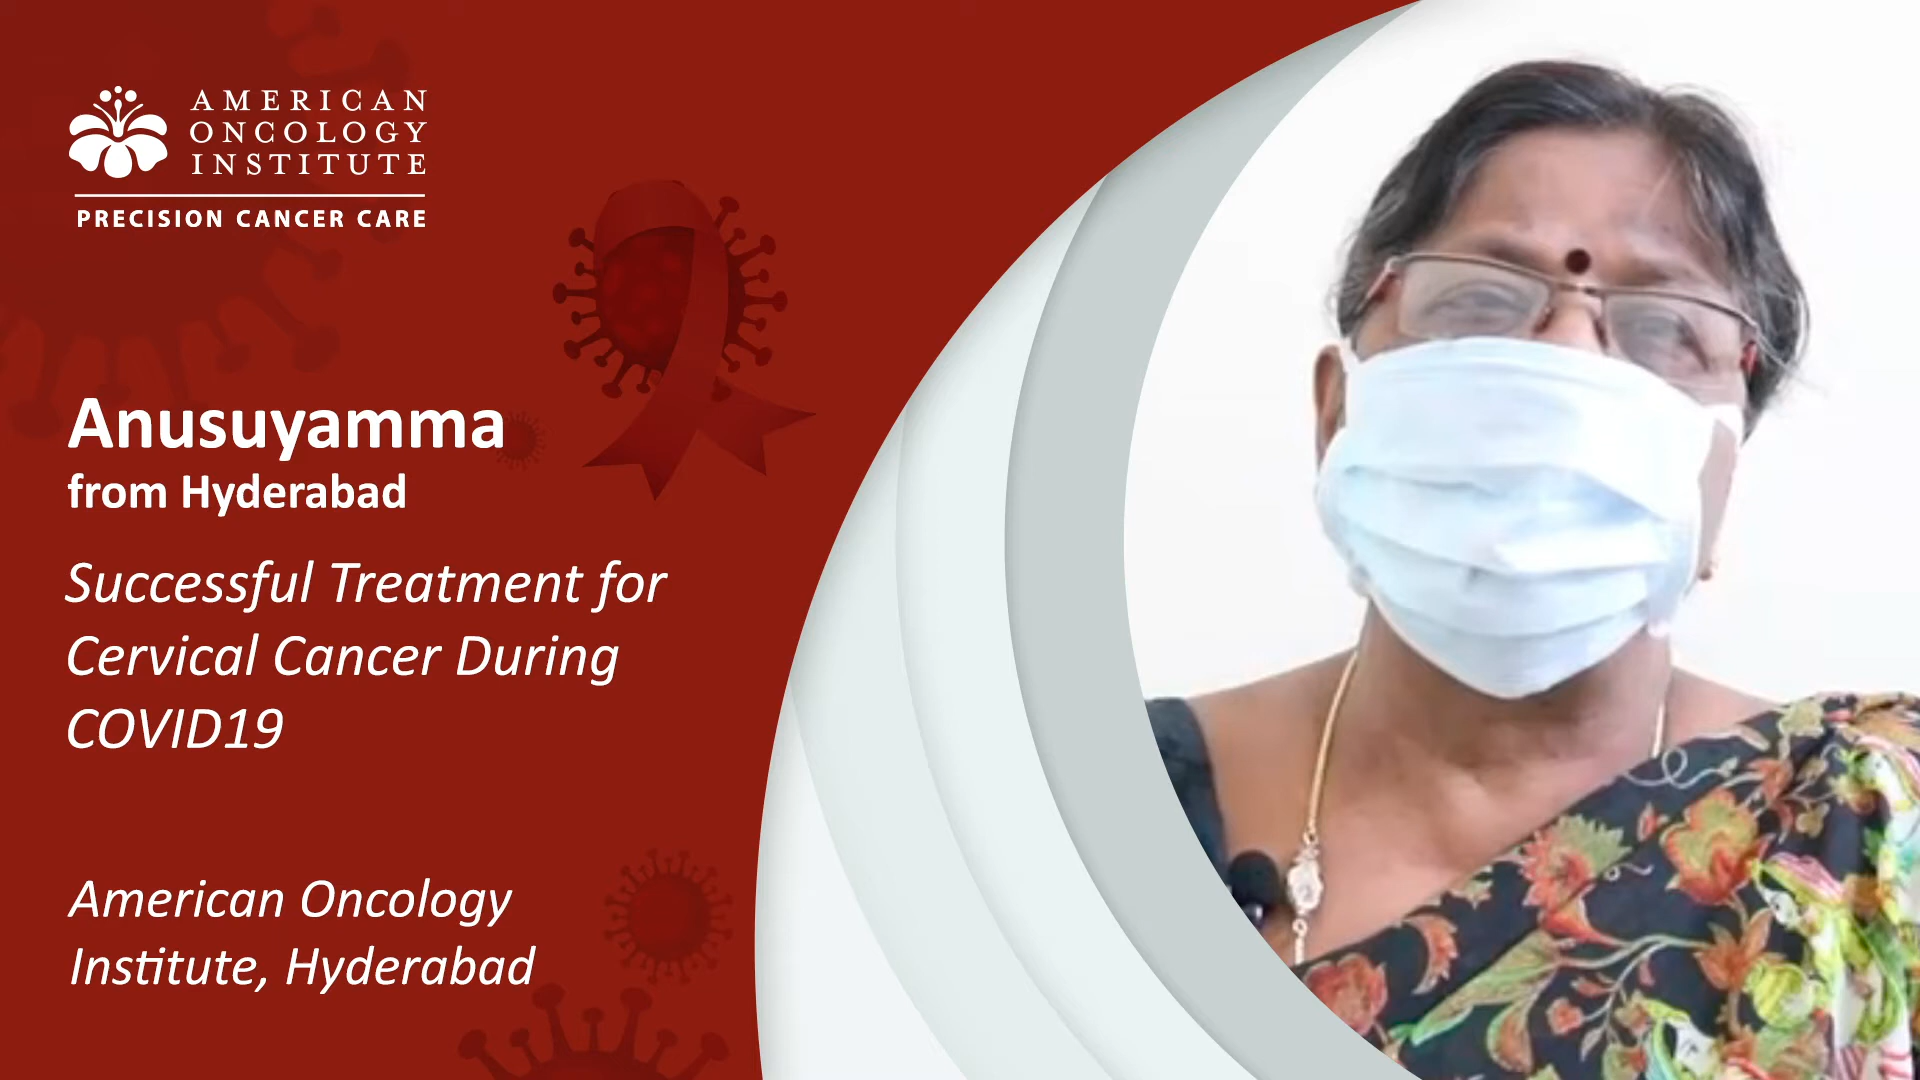 AMERICAN
ONCOLOGY
INSTITUTE
PRECISION CANCER CARE
Anusuyamma
from Hyderabad
Successful Treatment for
Cervical Cancer During
COVID19
American Oncology
Institute, Hyderabad